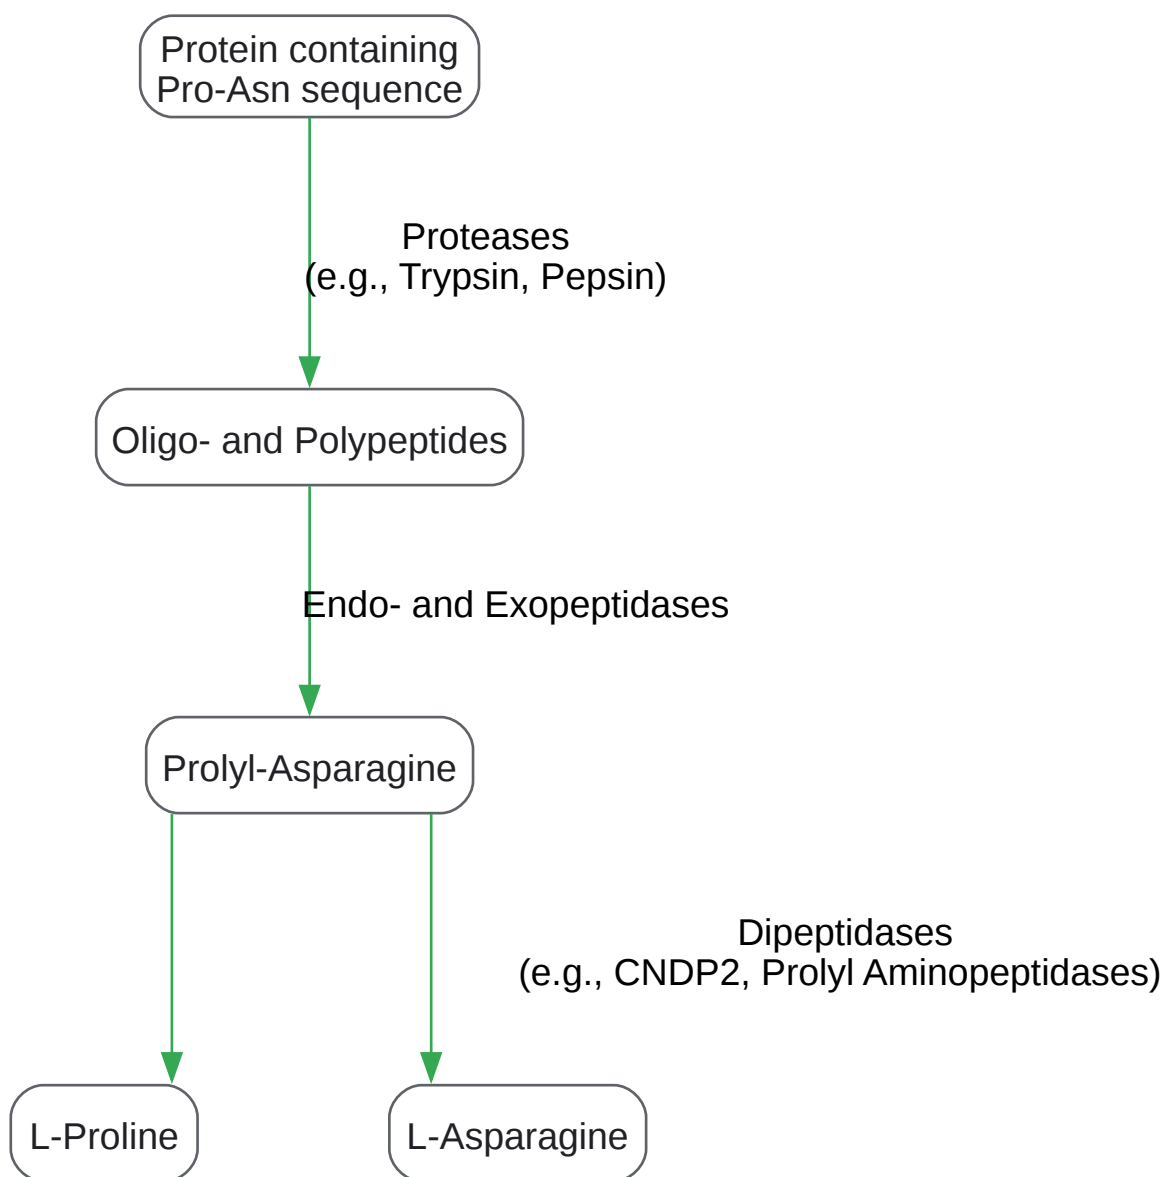 Protein containing
Pro-Asn sequence
Proteases
(e.g., Trypsin, Pepsin)
Oligo- and Polypeptides
Endo- and Exopeptidases
Prolyl-Asparagine
Dipeptidases
(e.g., CNDP2, Prolyl Aminopeptidases)
L-Proline
L-Asparagine